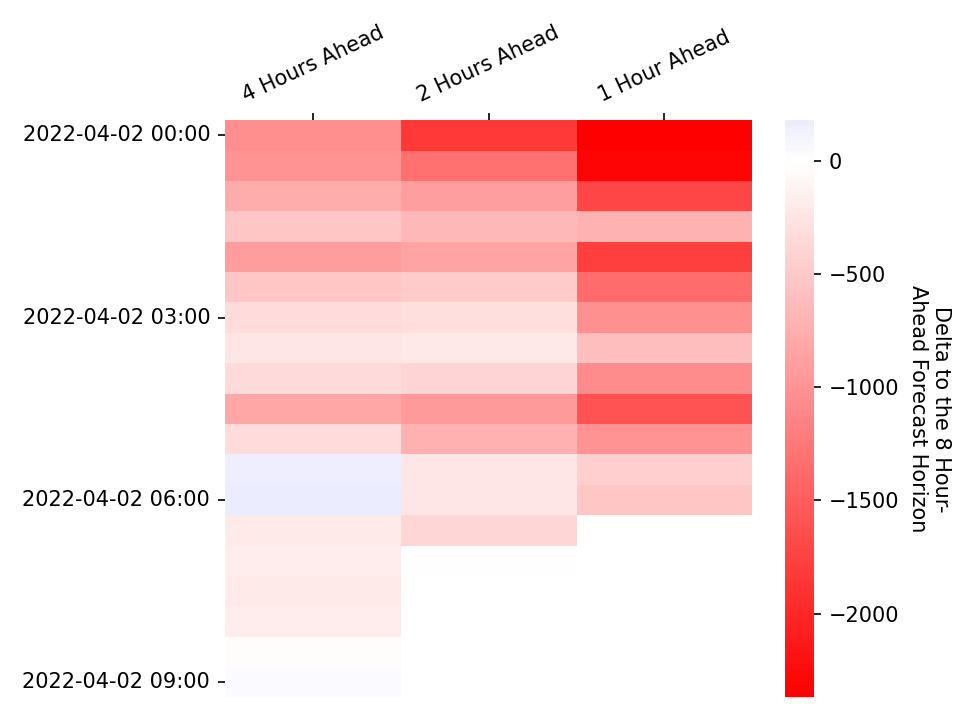 4 Hours Ahead
2 Hours Ahead
1 Hour Ahead
2022-04-02 00:00
2022-04-02 03:00
2022-04-02 06:00
2022-04-02 09:00
0
−500
−1000
−1500
−2000
Delta to the 8 Hour-
Ahead Forecast Horizon